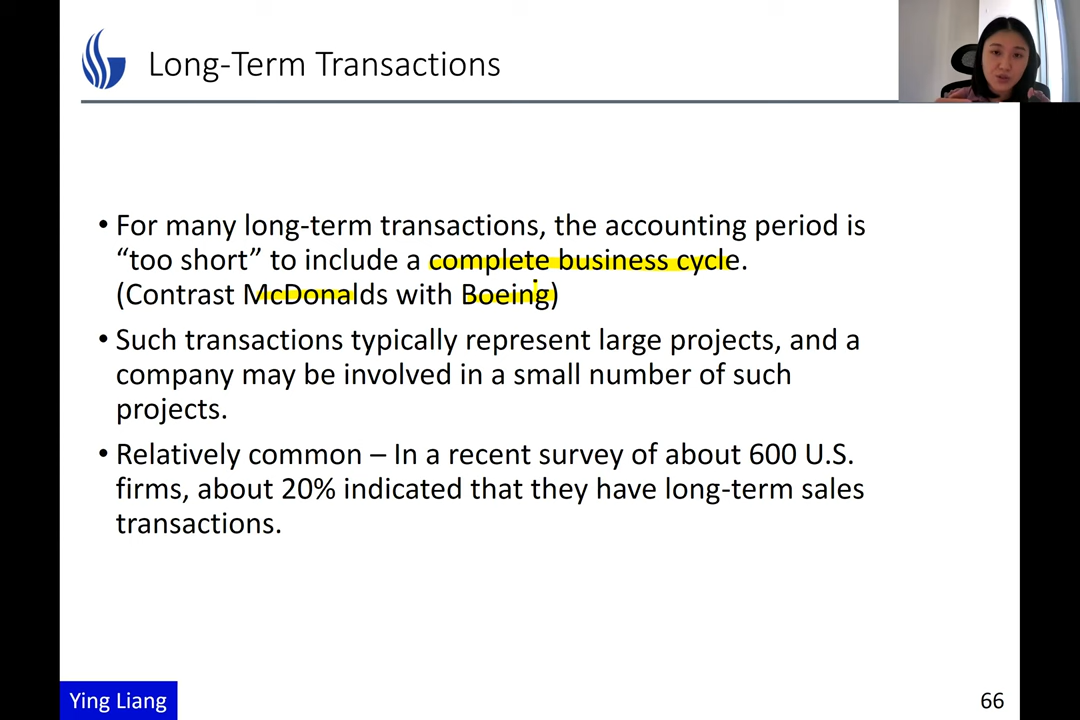 Long-Term Transactions
• For many long-term transactions, the accounting period is
“too short” to include a complete business cycle.
(Contrast McDonalds with Boeing)
• Such transactions typically represent large projects, and a
company may be involved in a small number of such
projects.
• Relatively common – In a recent survey of about 600 U.S.
firms, about 20% indicated that they have long-term sales
transactions.
Ying Liang
66